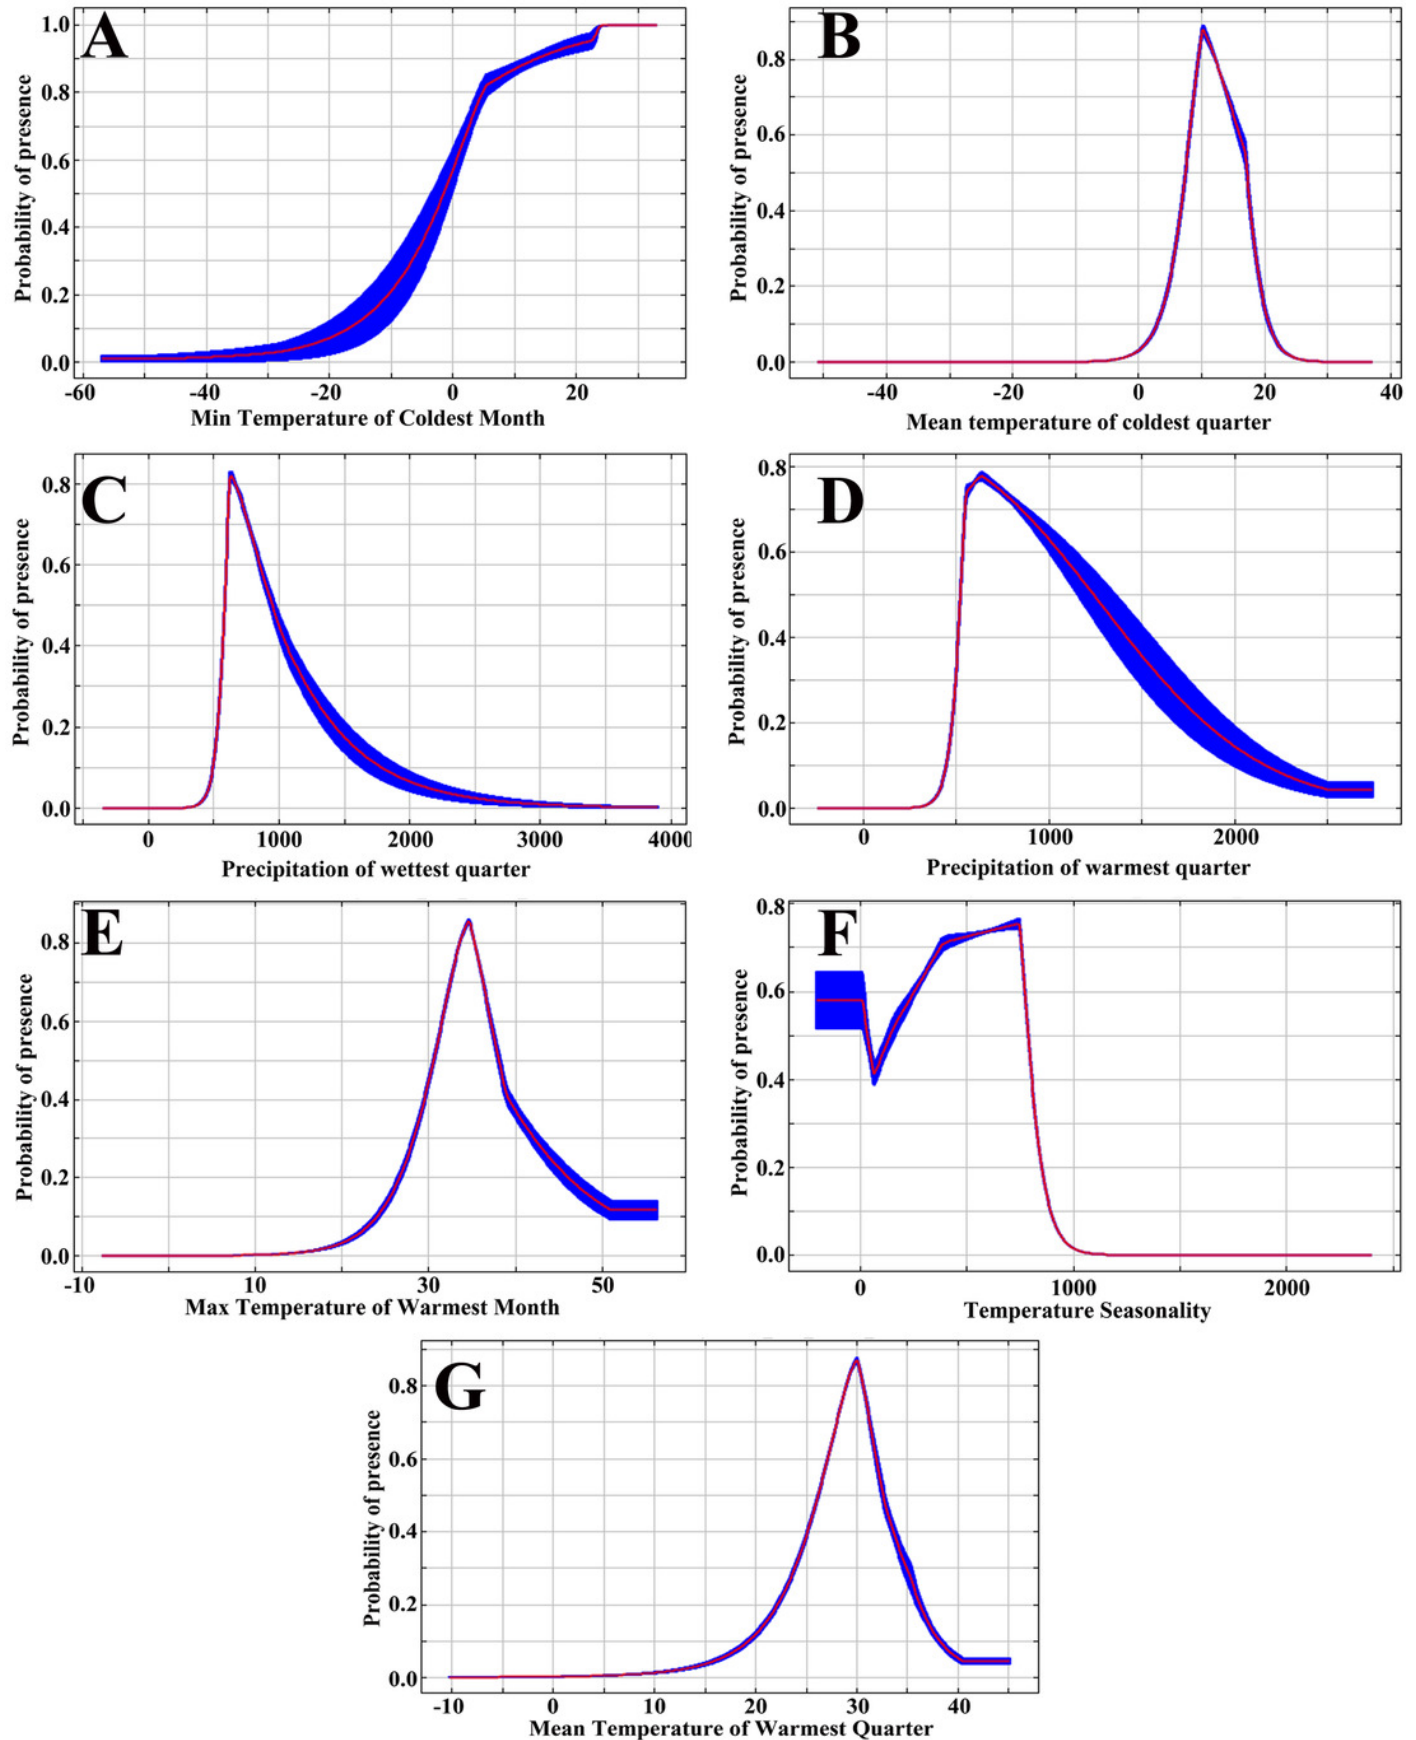 A
Probability of presence
1.0
0.8
0.6
0.4
0.2
0.0
-60 -40 -20 0 20
Min Temperature of Coldest Month
B
Probability of presence
0.8
0.6
0.4
0.2
0.0
-40 -20 0 20 40
Mean temperature of coldest quarter
C
Probability of presence
0.8
0.6
0.4
0.2
0.0
0 1000 2000 3000 4000
Precipitation of wettest quarter
D
Probability of presence
0.8
0.6
0.4
0.2
0.0
0 1000 2000
Precipitation of warmest quarter
E
Probability of presence
0.8
0.6
0.4
0.2
0.0
-10 10 30 50
Max Temperature of Warmest Month
F
Probability of presence
0.8
0.6
0.4
0.2
0.0
0 1000 2000
Temperature Seasonality
G
Probability of presence
0.8
0.6
0.4
0.2
0.0
-10 0 10 20 30 40
Mean Temperature of Warmest Quarter